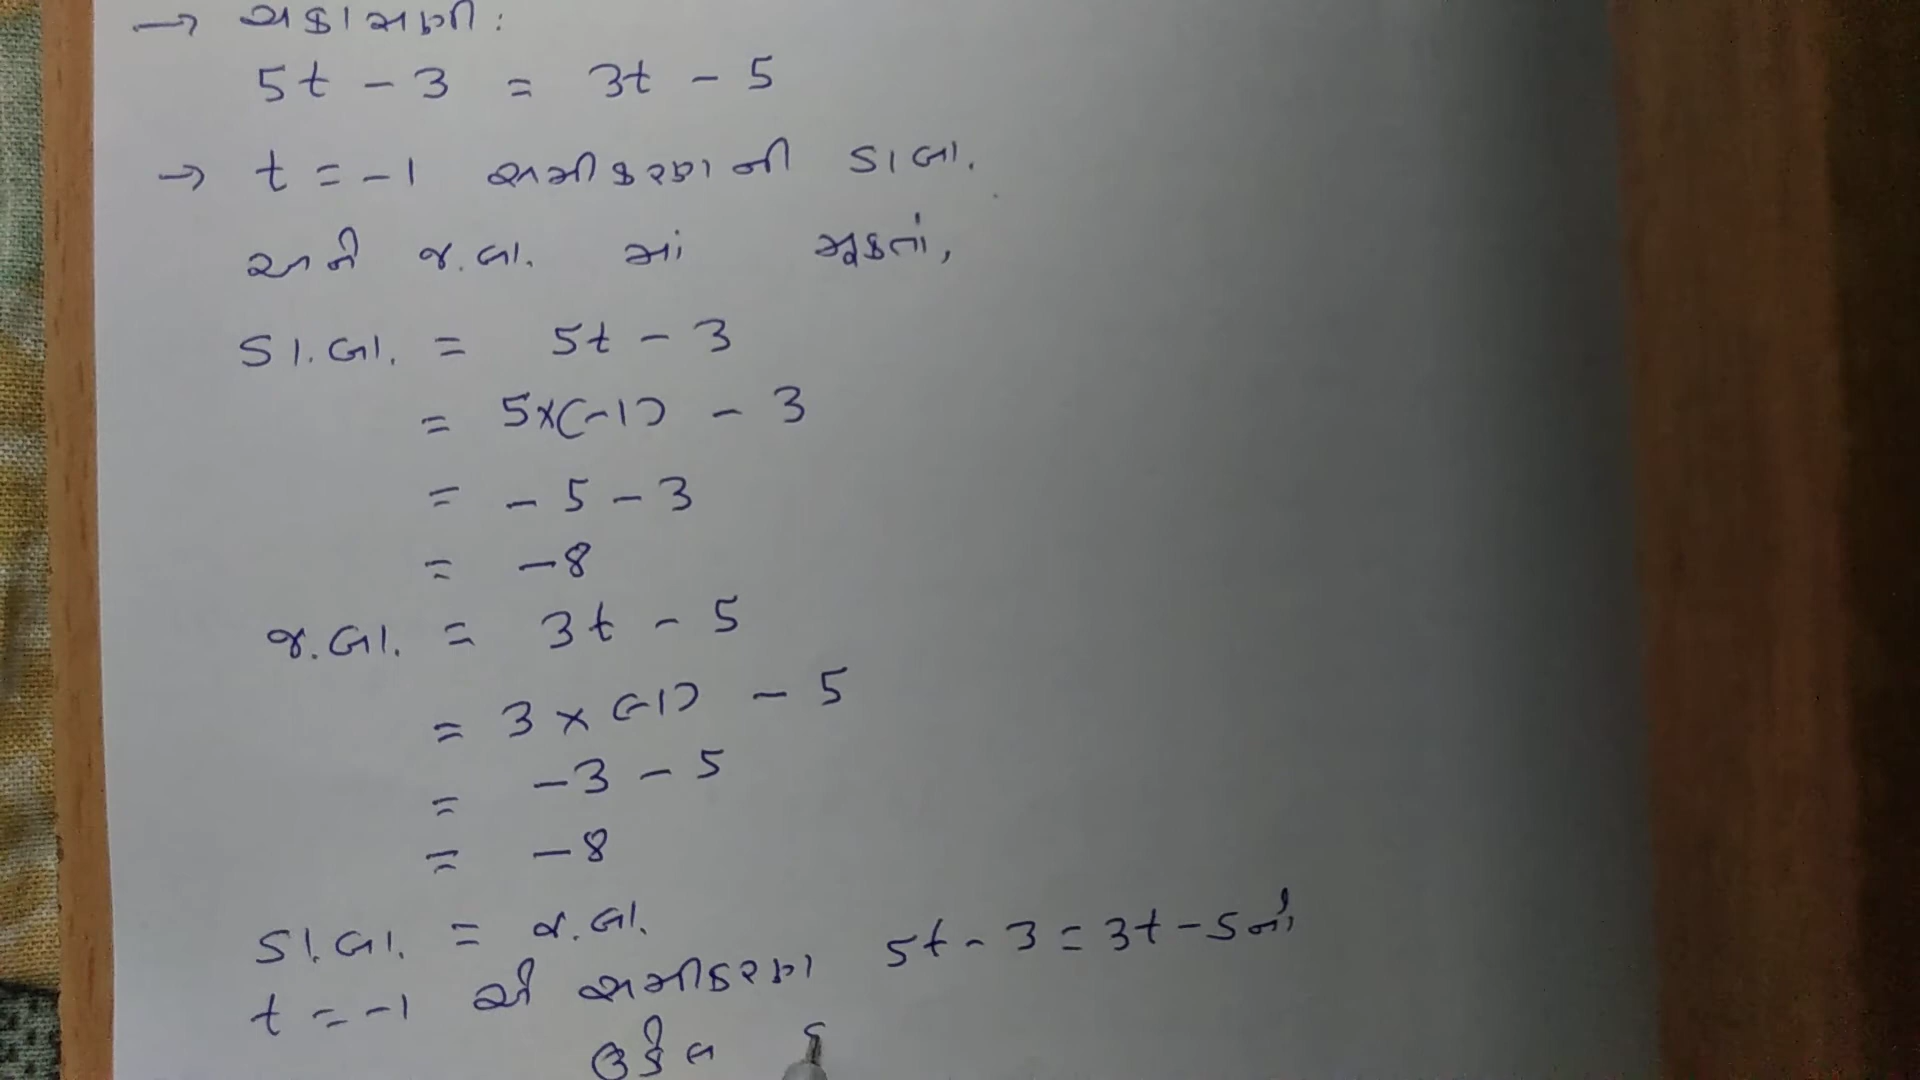 → ચકાસણી:
5t - 3 = 3t - 5
→ t = -1 સમીકરણની ડાબા.
અને જ.બા. માં મૂકતાં,
ડા.બા. = 5t - 3
= 5×(-1) - 3
= -5 - 3
= -8
જ.બા. = 3t - 5
= 3 × (-1) - 5
= -3 - 5
= -8
ડા.બા. = જ.બા.
t = -1 એ સમીકરણ 5t - 3 = 3t - 5નો
ઉકેલ